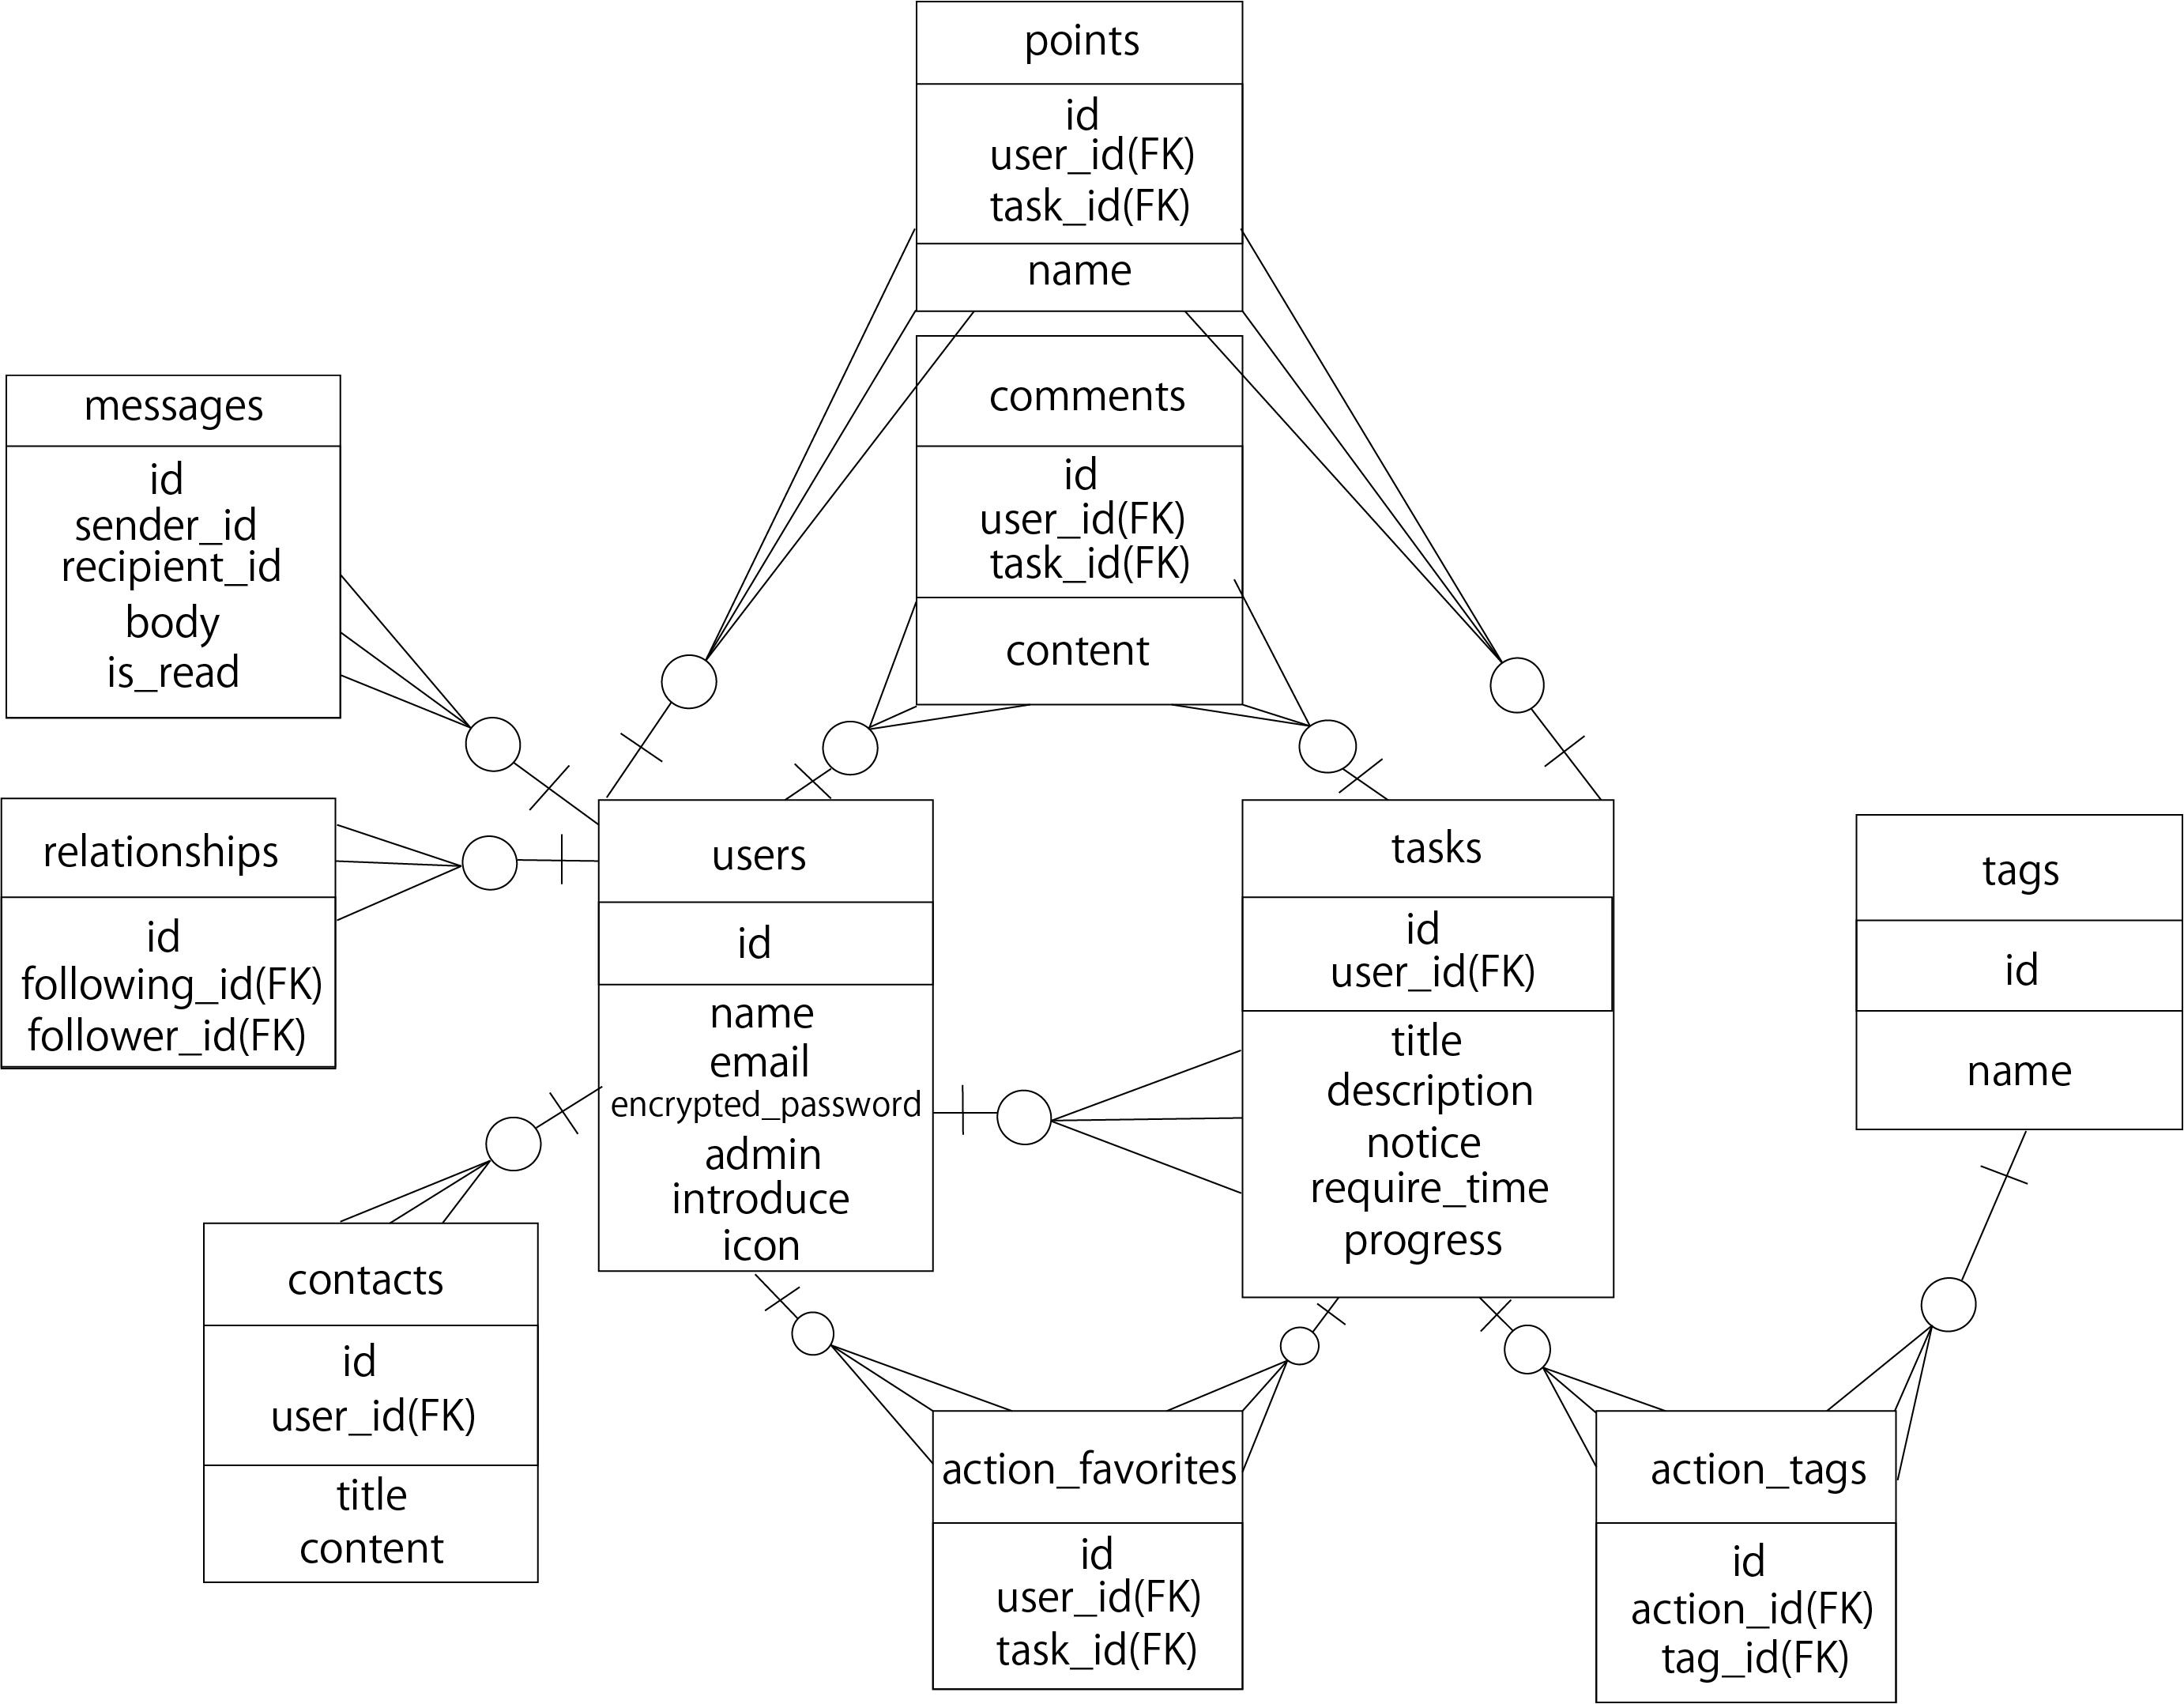 points
id
user_id(FK)
task_id(FK)
name
comments
id
user_id(FK)
task_id(FK)
content
messages
id
sender_id
recipient_id
body
is_read
relationships
id
following_id(FK)
follower_id(FK)
users
id
name
email
encrypted_password
admin
introduce
icon
tasks
id
user_id(FK)
title
description
notice
require_time
progress
tags
id
name
contacts
id
user_id(FK)
title
content
action_favorites
id
user_id(FK)
task_id(FK)
action_tags
id
action_id(FK)
tag_id(FK)